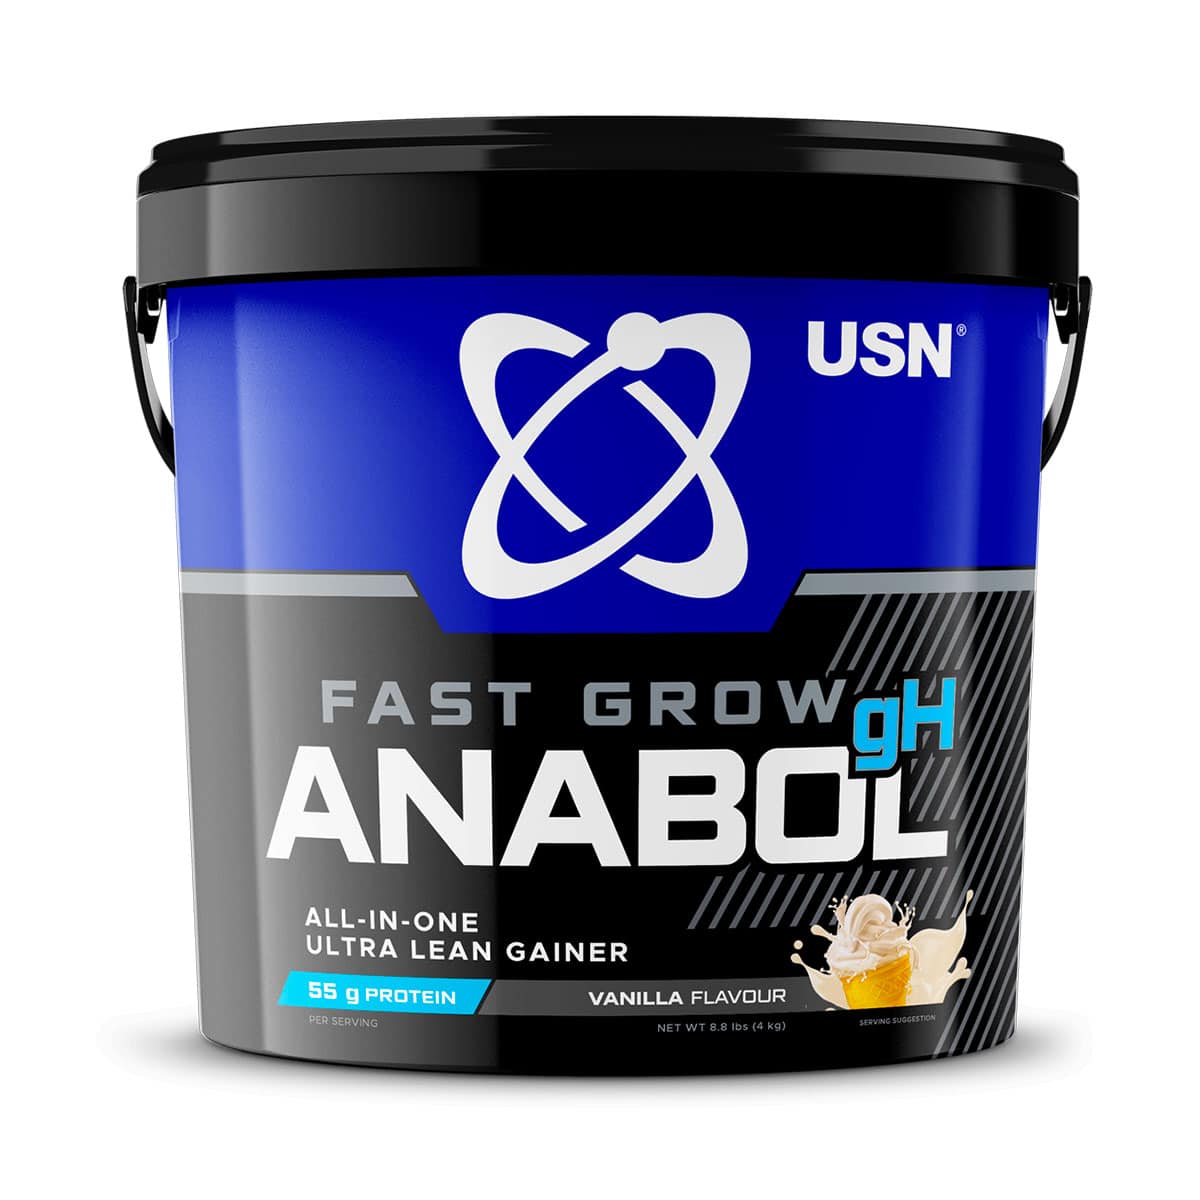 USN®
FAST GROW
ANABOL gH
ALL-IN-ONE
ULTRA LEAN GAINER
55 g PROTEIN
PER SERVING
VANILLA FLAVOUR
NET WT 8.8 lbs (4 kg)
SERVING SUGGESTION